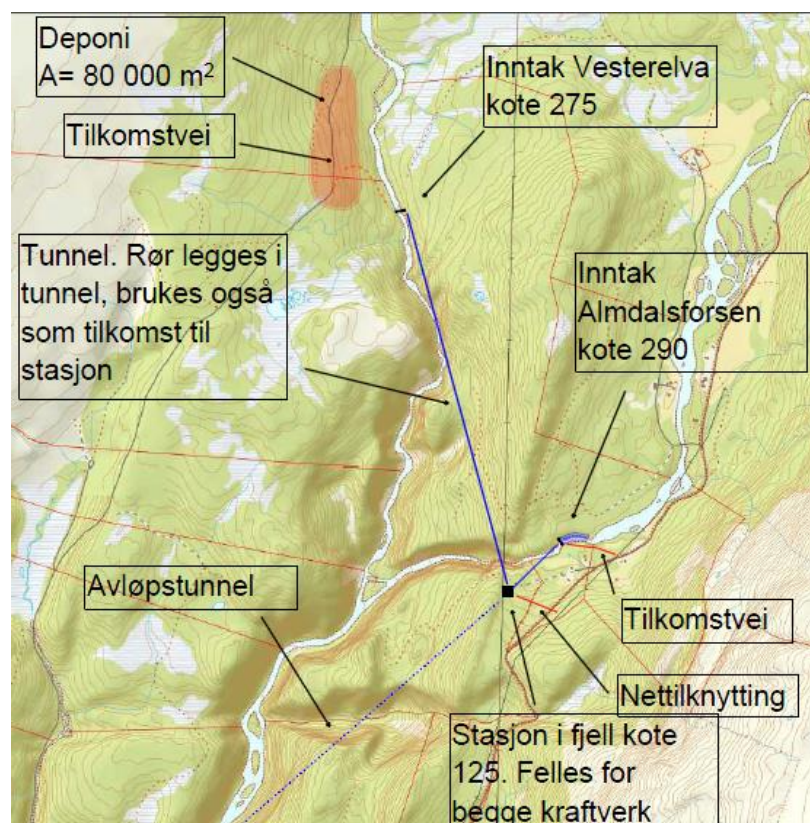 Deponi
A= 80 000 m²
Tilkomstvei
Inntak Vesterelva
kote 275
Tunnel. Rør legges i
tunnel, brukes også
som tilkomst til
stasjon
Inntak
Almdalsforsen
kote 290
Avløpstunnel
Tilkomstvei
Nettilknytting
Stasjon i fjell kote
125. Felles for
begge kraftverk